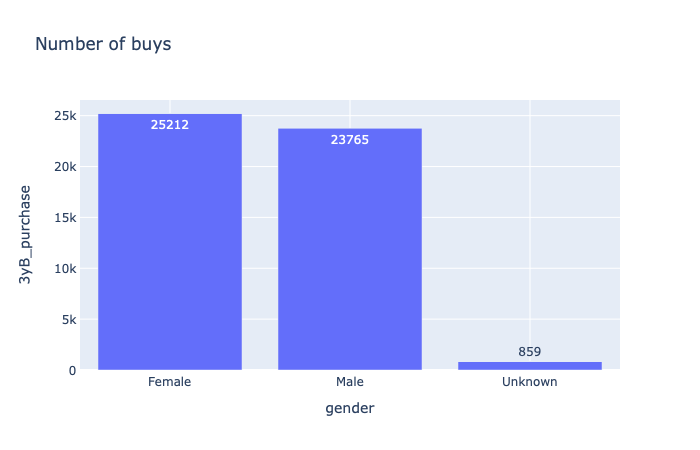 Number of buys
3yB_purchase
25k
20k
15k
10k
5k
0
25212
23765
859
Female
Male
Unknown
gender